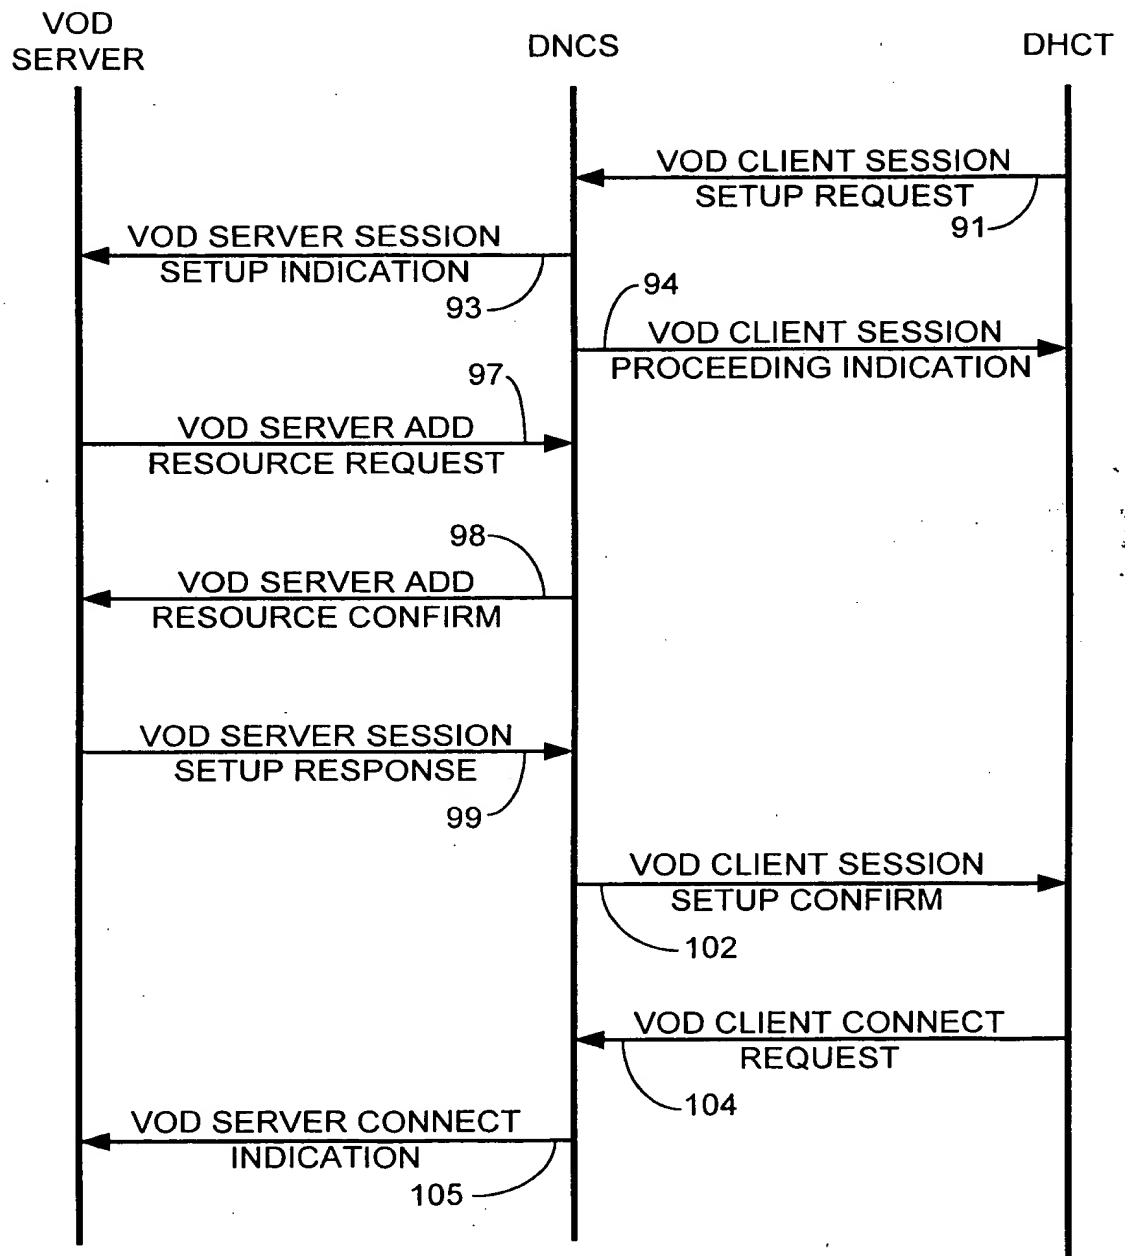 VOD
SERVER
DNCS
DHCT
VOD CLIENT SESSION
SETUP REQUEST
91
VOD SERVER SESSION
SETUP INDICATION
93
94
VOD CLIENT SESSION
PROCEEDING INDICATION
97
VOD SERVER ADD
RESOURCE REQUEST
98
VOD SERVER ADD
RESOURCE CONFIRM
VOD SERVER SESSION
SETUP RESPONSE
99
VOD CLIENT SESSION
SETUP CONFIRM
102
VOD CLIENT CONNECT
REQUEST
104
VOD SERVER CONNECT
INDICATION
105